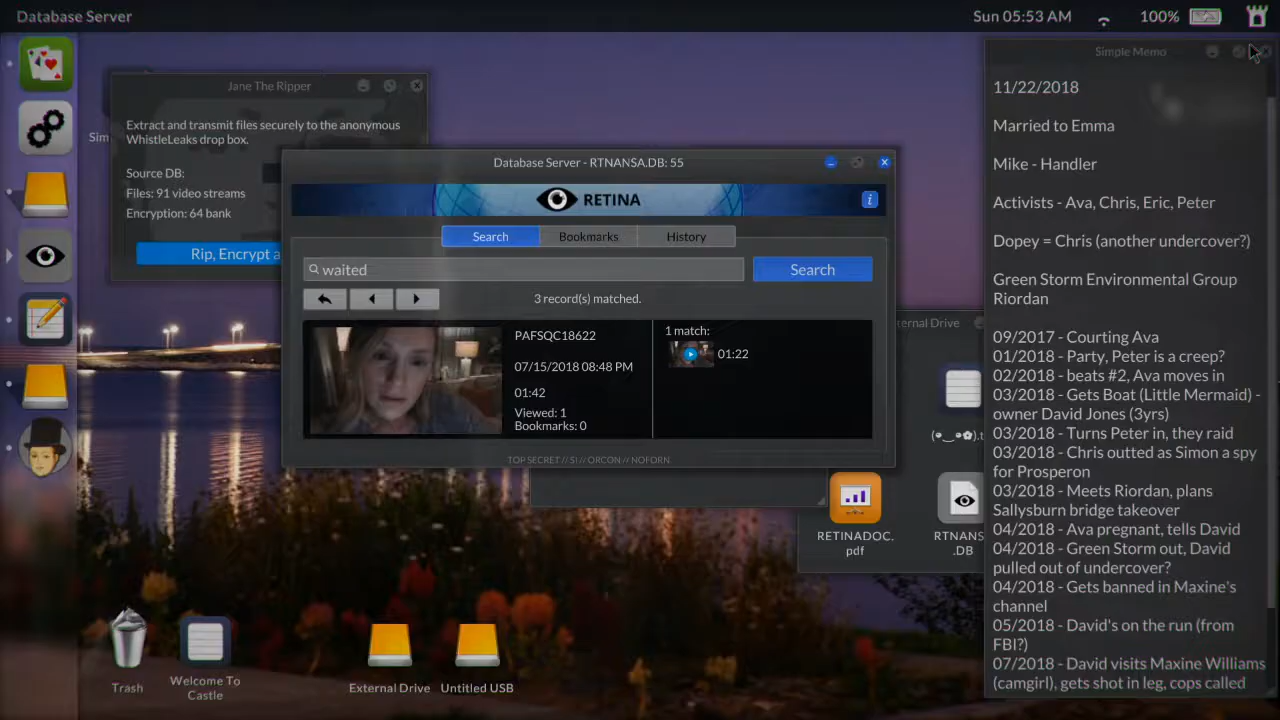 Database Server
Sun 05:53 AM
100%
Jane The Ripper
Extract and transmit files securely to the anonymous
WhistleLeaks drop box.
Source DB:
Files: 91 video streams
Encryption: 64 bank
Rip, Encrypt a
Sim
Database Server - RTNANSA.DB: 55
RETINA
i
Search
Bookmarks
History
waited
Search
3 record(s) matched.
PAFSQC18622
07/15/2018 08:48 PM
01:42
Viewed: 1
Bookmarks: 0
1 match:
01:22
TOP SECRET // SI // ORCON // NOFORN
ernal Drive
(•‿•✿).t
RETINADOC.
pdf
RTNANS
.DB
Simple Memo
11/22/2018
Married to Emma
Mike - Handler
Activists - Ava, Chris, Eric, Peter
Dopey = Chris (another undercover?)
Green Storm Environmental Group
Riordan
09/2017 - Courting Ava
01/2018 - Party, Peter is a creep?
02/2018 - beats #2, Ava moves in
03/2018 - Gets Boat (Little Mermaid) -
owner David Jones (3yrs)
03/2018 - Turns Peter in, they raid
03/2018 - Chris outted as Simon a spy
for Prosperon
03/2018 - Meets Riordan, plans
Sallysburn bridge takeover
04/2018 - Ava pregnant, tells David
04/2018 - Green Storm out, David
pulled out of undercover?
04/2018 - Gets banned in Maxine's
channel
05/2018 - David's on the run (from
FBI?)
07/2018 - David visits Maxine Williams
(camgirl), gets shot in leg, cops called
Trash
Welcome To
Castle
External Drive
Untitled USB